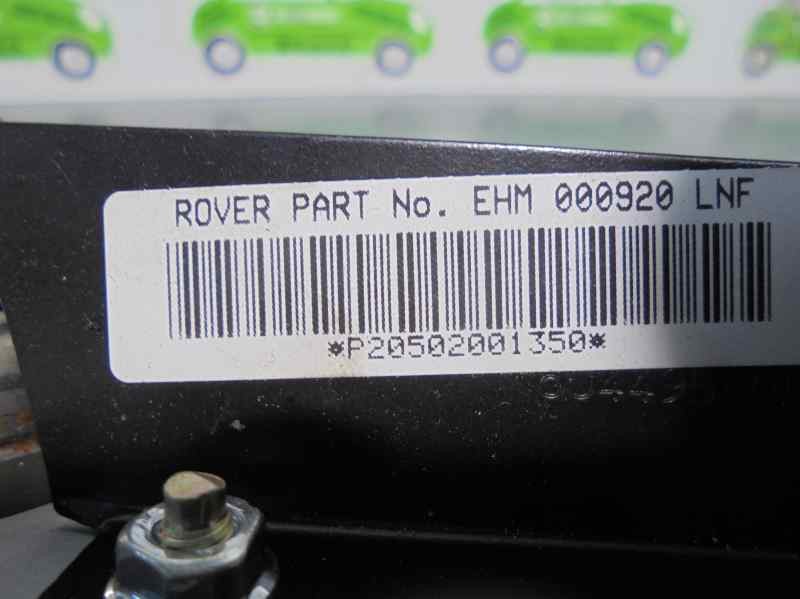 ROVER PART No. EHM 000920 LNF
*P20502001350*